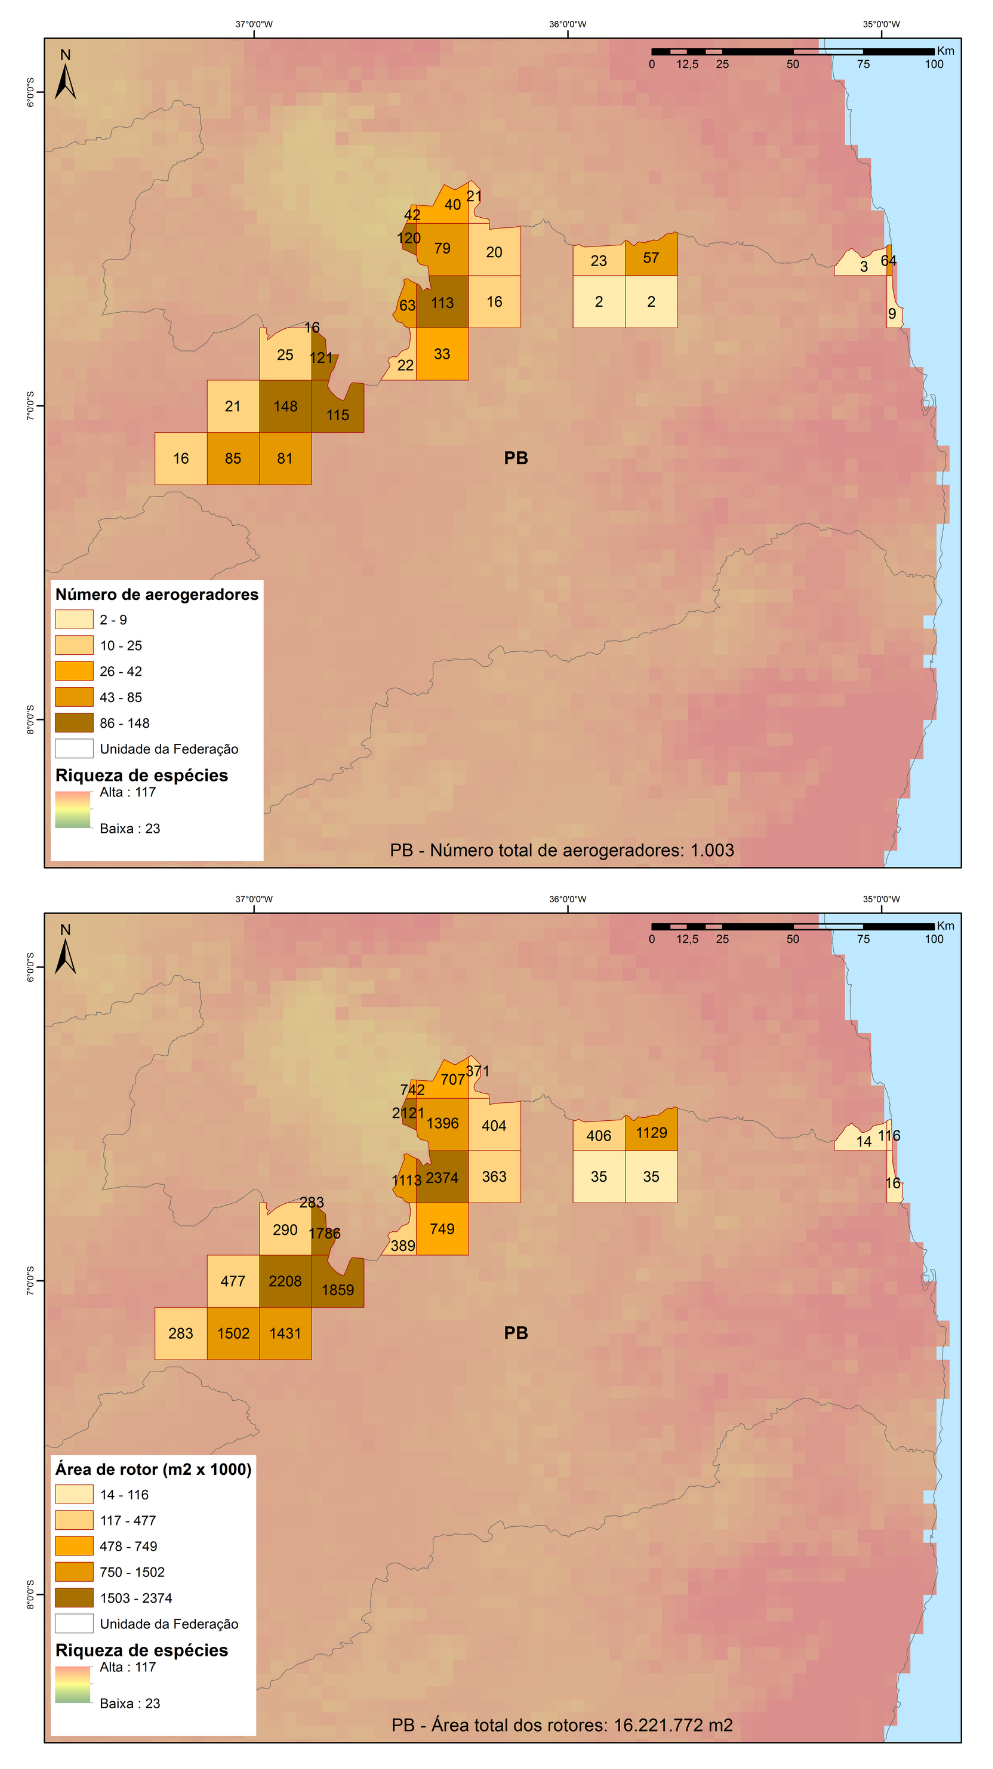 37°0'0"W
36°0'0"W
35°0'0"W
N
Km
0 12,5 25 50 75 100
6°0'0"S
21
40
42
120
79
20
23
57
3
64
63
113
16
2
2
9
16
25
121
22
33
21
148
115
7°0'0"S
16
85
81
PB
Número de aerogeradores
2 - 9
10 - 25
26 - 42
43 - 85
86 - 148
Unidade da Federação
Riqueza de espécies
Alta : 117
Baixa : 23
8°0'0"S
PB - Número total de aerogeradores: 1.003
37°0'0"W
36°0'0"W
35°0'0"W
N
Km
0 12,5 25 50 75 100
6°0'0"S
371
707
742
2121
1396
404
406
1129
14
116
1113
2374
363
35
35
16
283
290
1786
389
749
477
2208
1859
7°0'0"S
283
1502
1431
PB
Área de rotor (m2 x 1000)
14 - 116
117 - 477
478 - 749
750 - 1502
1503 - 2374
Unidade da Federação
Riqueza de espécies
Alta : 117
Baixa : 23
8°0'0"S
PB - Área total dos rotores: 16.221.772 m2